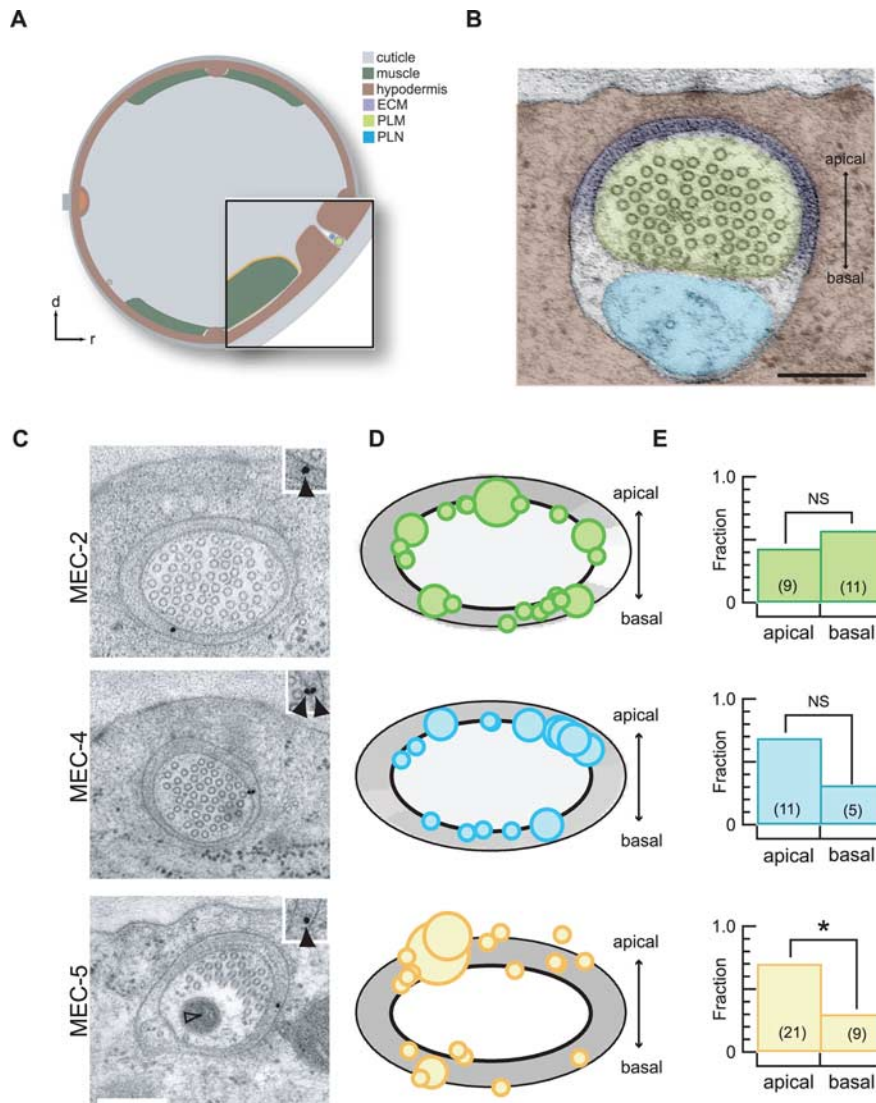 A
cuticle
muscle
hypodermis
ECM
PLM
PLN
d
r
B
apical
basal
C
D
E
MEC-2
apical
basal
1.0
Fraction
0
NS
(9)
(11)
apical
basal
MEC-4
apical
basal
1.0
Fraction
0
NS
(11)
(5)
apical
basal
MEC-5
apical
basal
1.0
Fraction
0
*
(21)
(9)
apical
basal